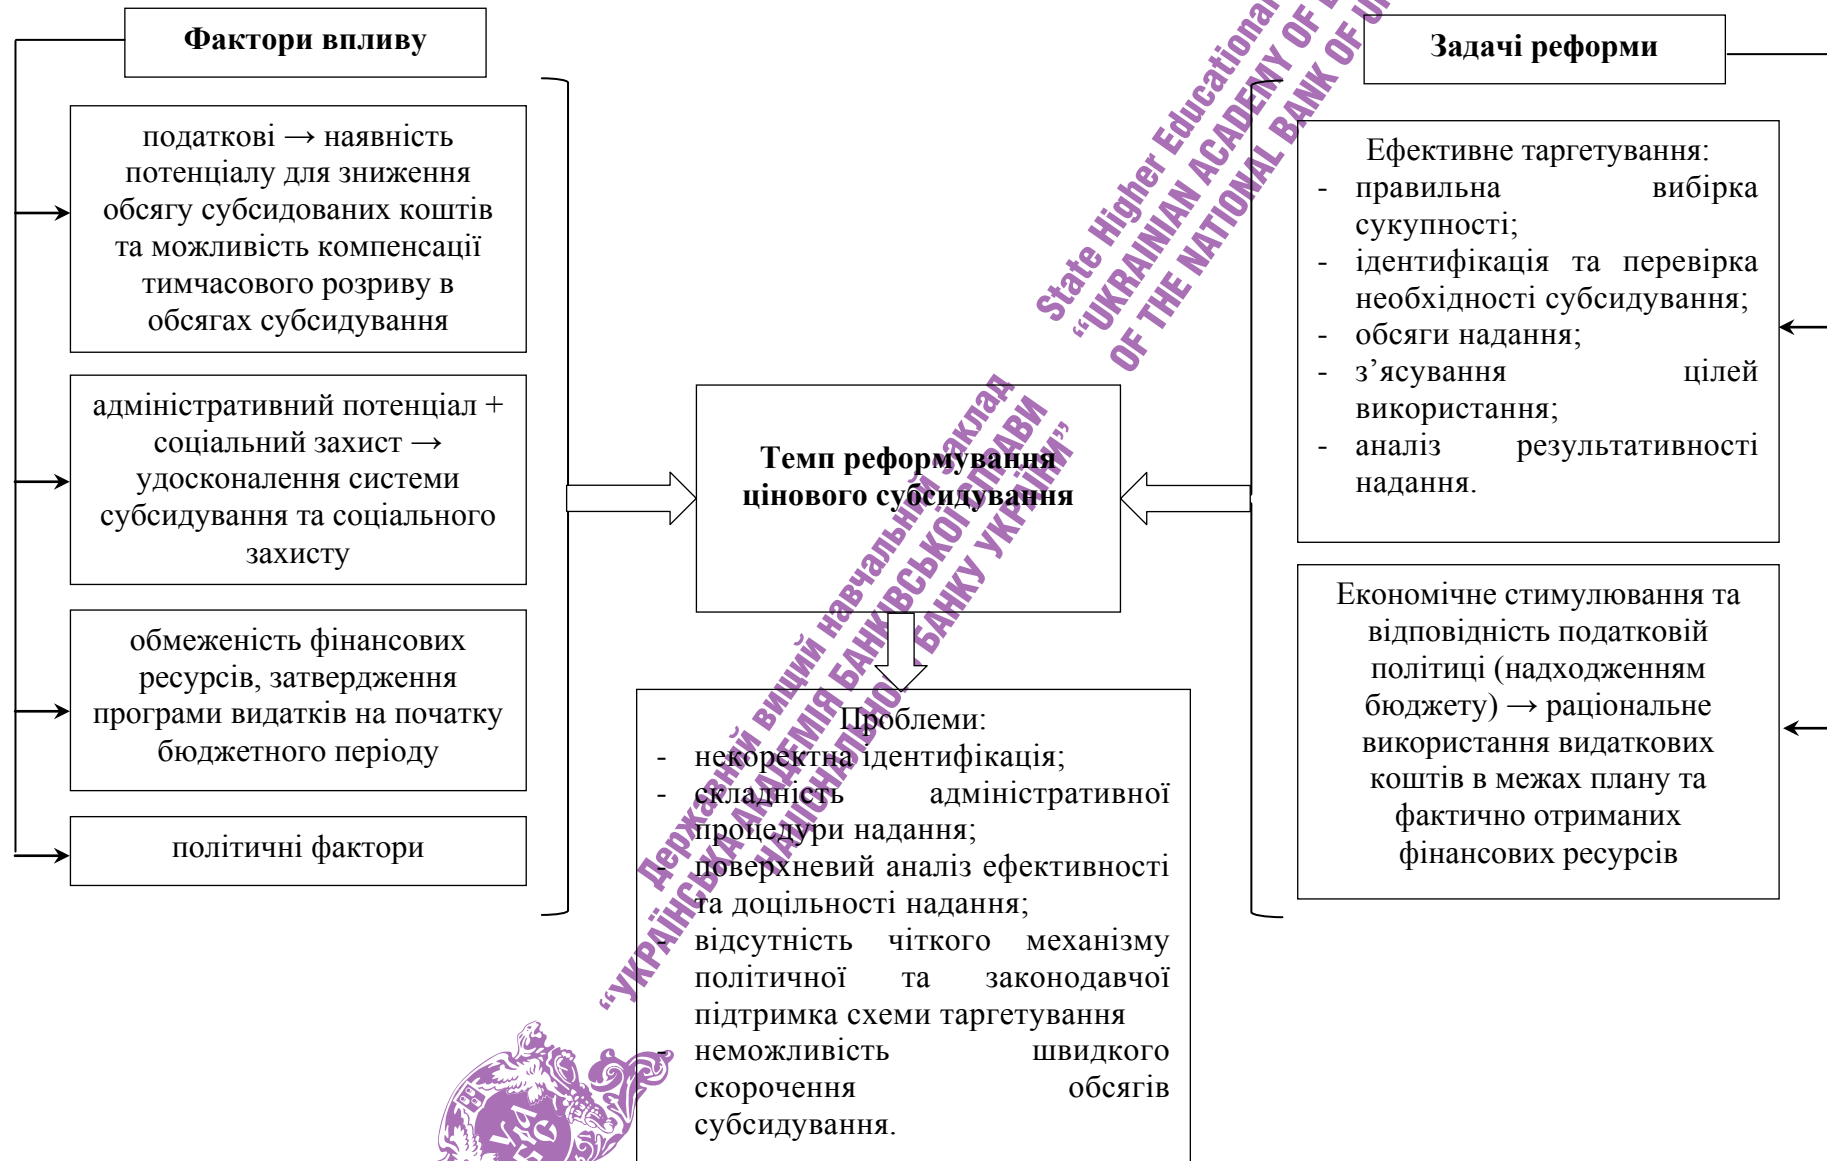 Фактори впливу
податкові → наявність
потенціалу для зниження
обсягу субсидованих коштів
та можливість компенсації
тимчасового розриву в
обсягах субсидування
адміністративний потенціал +
соціальний захист →
удосконалення системи
субсидування та соціального
захисту
обмеженість фінансових
ресурсів, затвердження
програми видатків на початку
бюджетного періоду
політичні фактори
Темп реформування
цінового субсидування
Проблеми:
- некоректна ідентифікація;
- складність адміністративної
процедури надання;
- поверхневий аналіз ефективності
та доцільності надання;
- відсутність чіткого механізму
політичної та законодавчої
підтримка схеми таргетування
- неможливість швидкого
скорочення обсягів
субсидування.
Задачі реформи
Ефективне таргетування:
- правильна вибірка
сукупності;
- ідентифікація та перевірка
необхідності субсидування;
- обсяги надання;
- з’ясування цілей
використання;
- аналіз результативності
надання.
Економічне стимулювання та
відповідність податковій
політиці (надходженням
бюджету) → раціональне
використання видаткових
коштів в межах плану та
фактично отриманих
фінансових ресурсів
Державний вищий навчальний заклад
“УКРАЇНСЬКА АКАДЕМІЯ БАНКІВСЬКОЇ СПРАВИ
НАЦІОНАЛЬНО БАНКУ УКРАЇНИ”
State Higher Educational
“UKRAINIAN ACADEMY OF
OF THE NATIONAL BANK OF